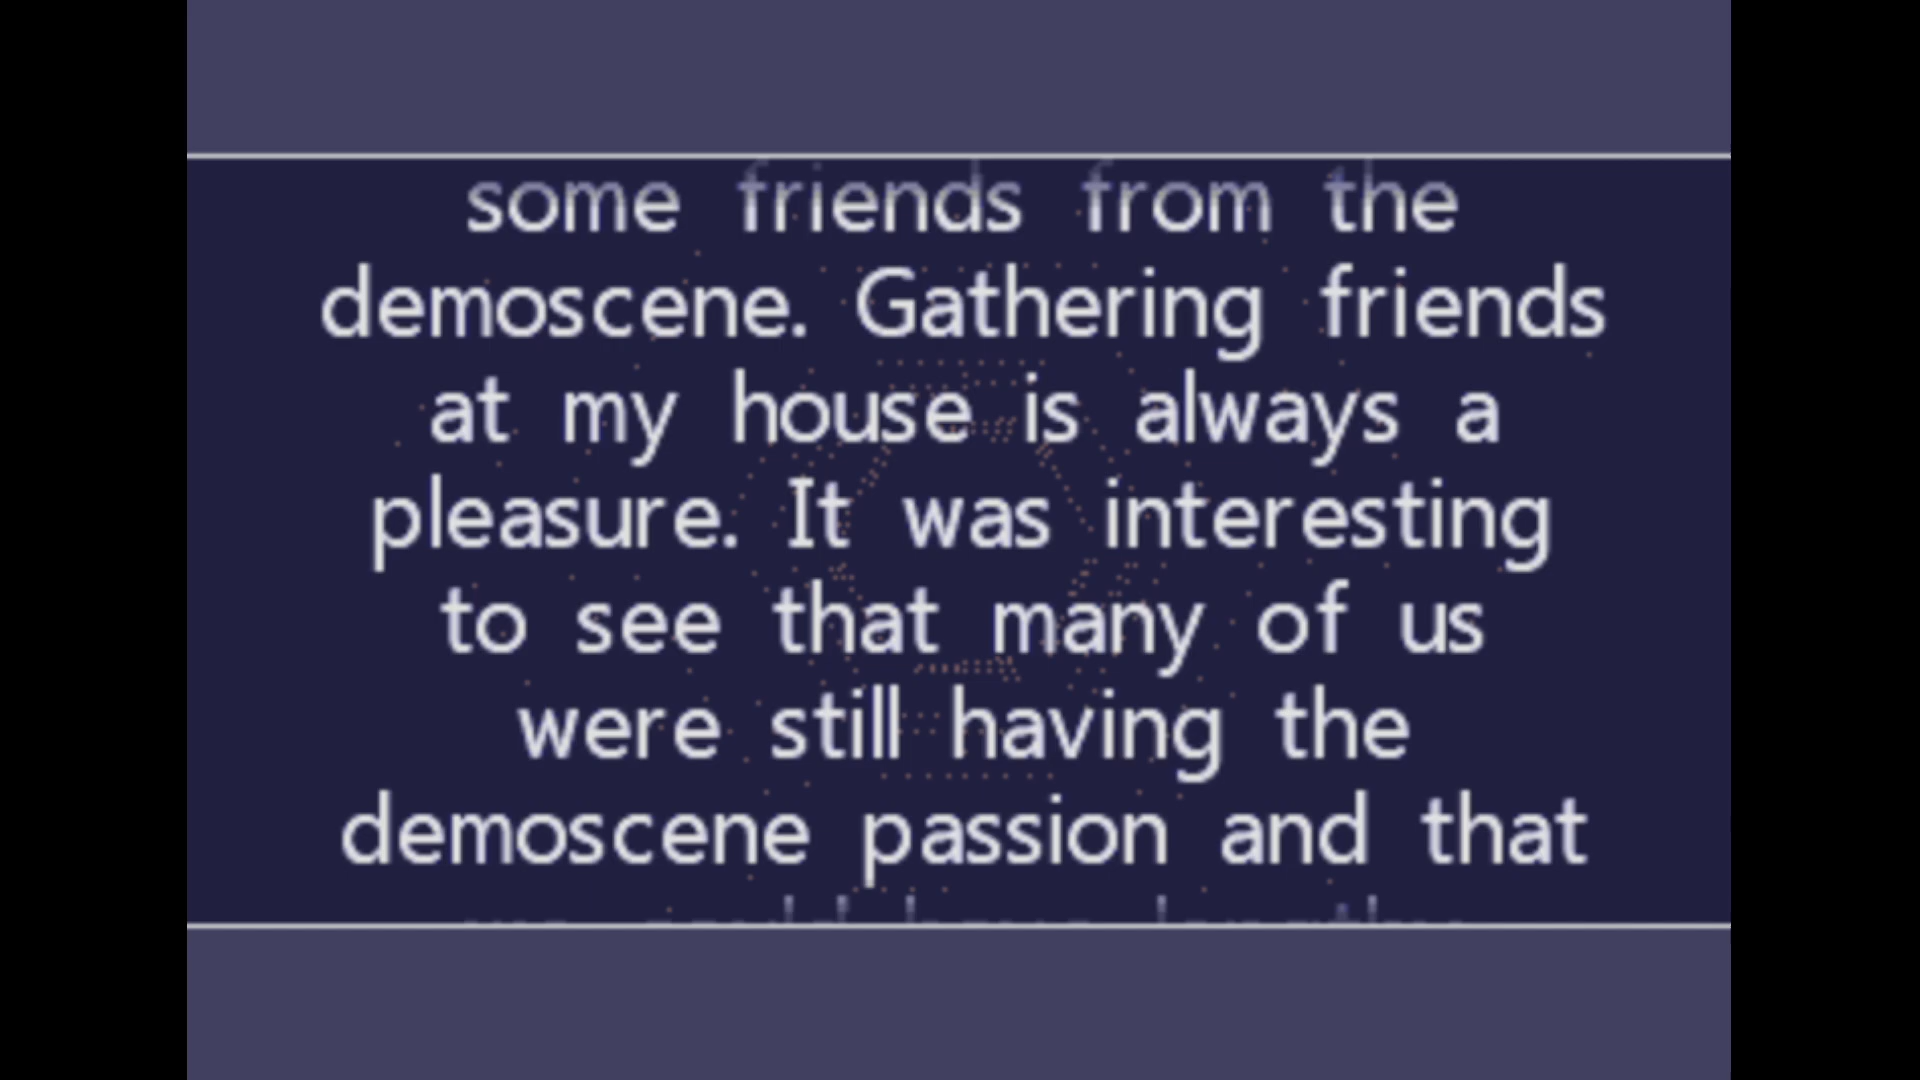 some friends from the
demoscene. Gathering friends
at my house is always a
pleasure. It was interesting
to see that many of us
were still having the
demoscene passion and that